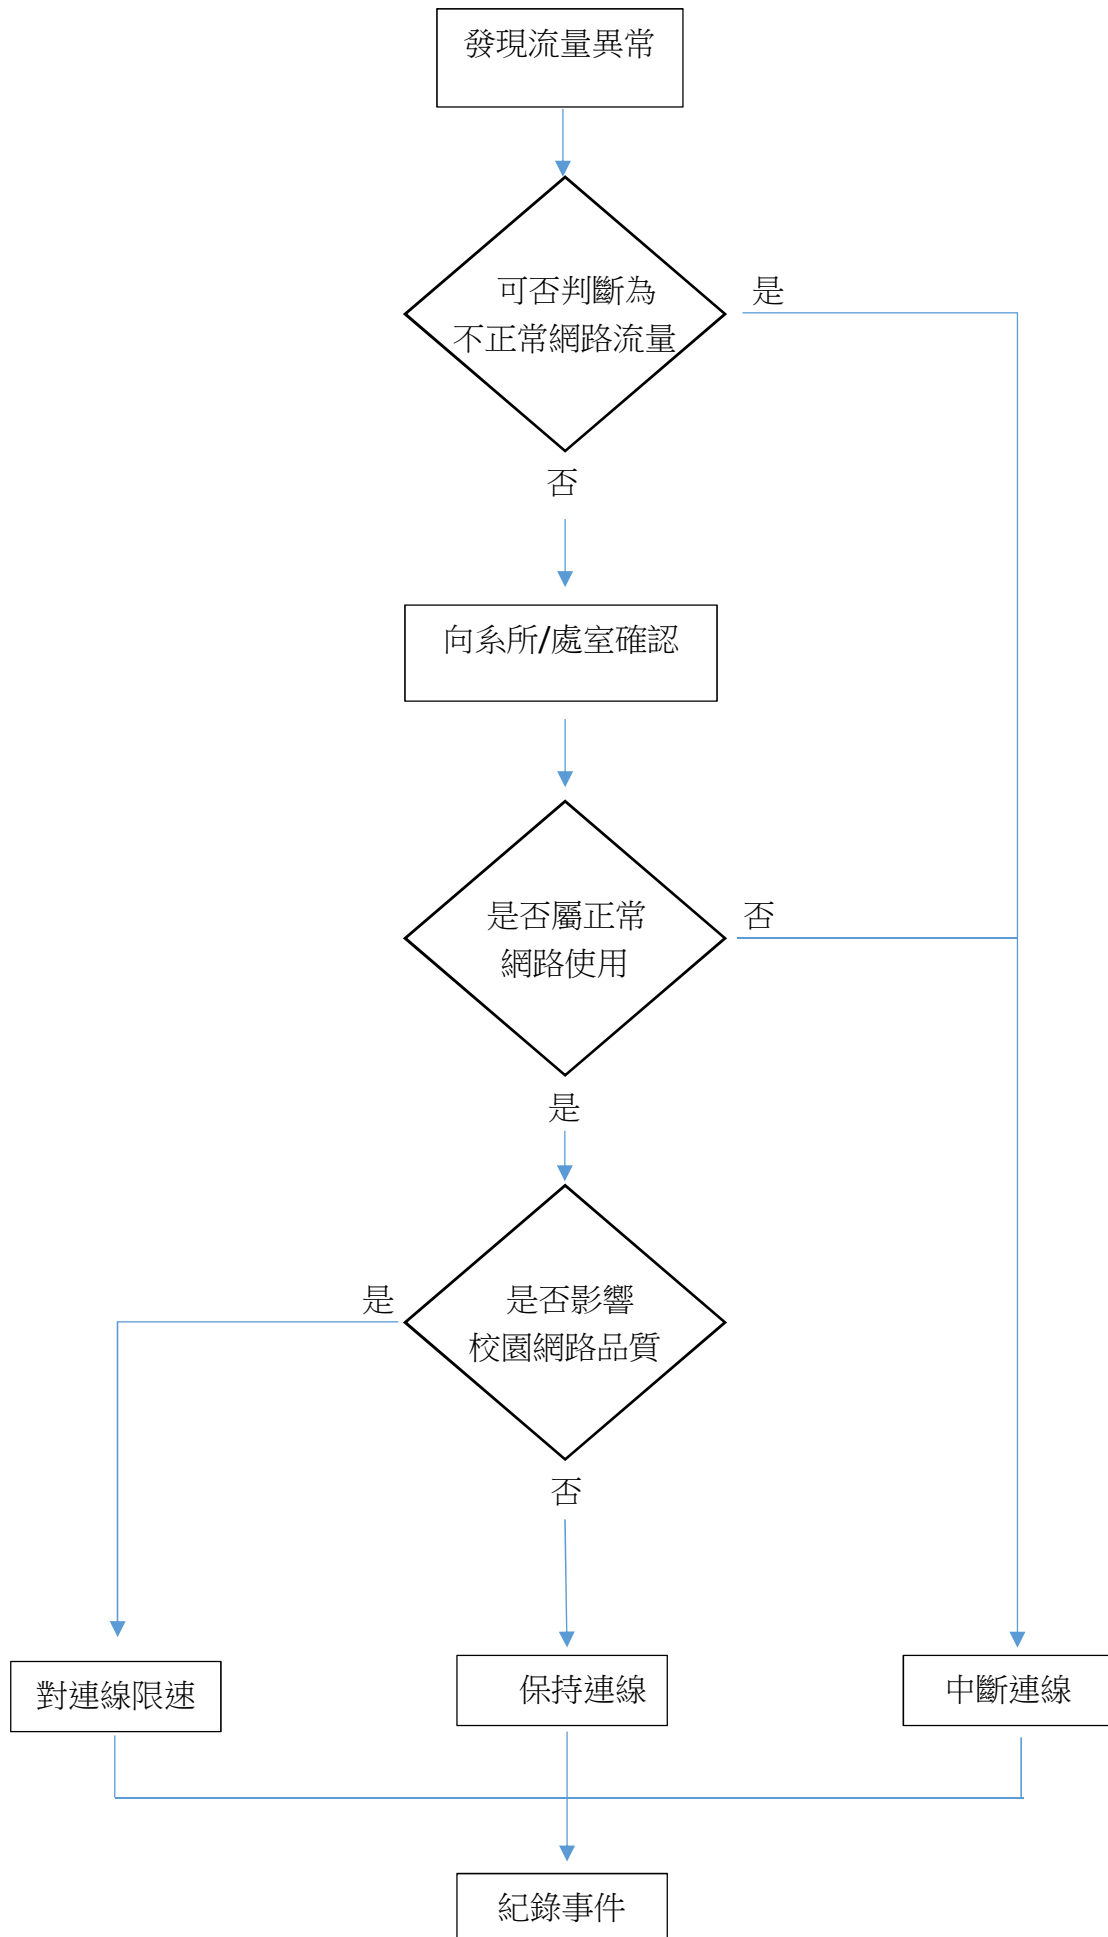 發現流量異常
可否判斷為
不正常網路流量
是
否
向系所/處室確認
是否屬正常
網路使用
否
是
是否影響
校園網路品質
是
否
對連線限速
保持連線
中斷連線
紀錄事件